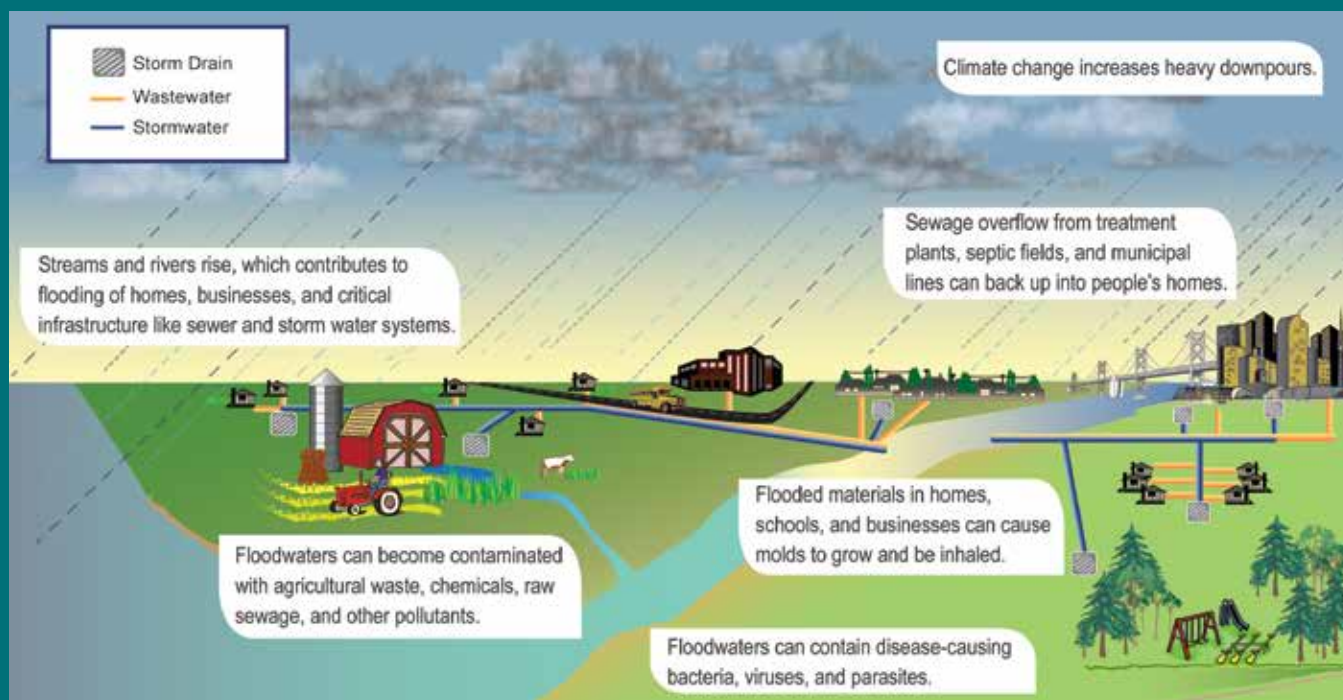 Storm Drain
Wastewater
Stormwater
Climate change increases heavy downpours.
Sewage overflow from treatment
plants, septic fields, and municipal
lines can back up into people's homes.
Streams and rivers rise, which contributes to
flooding of homes, businesses, and critical
infrastructure like sewer and storm water systems.
Flooded materials in homes,
schools, and businesses can cause
molds to grow and be inhaled.
Floodwaters can become contaminated
with agricultural waste, chemicals, raw
sewage, and other pollutants.
Floodwaters can contain disease-causing
bacteria, viruses, and parasites.